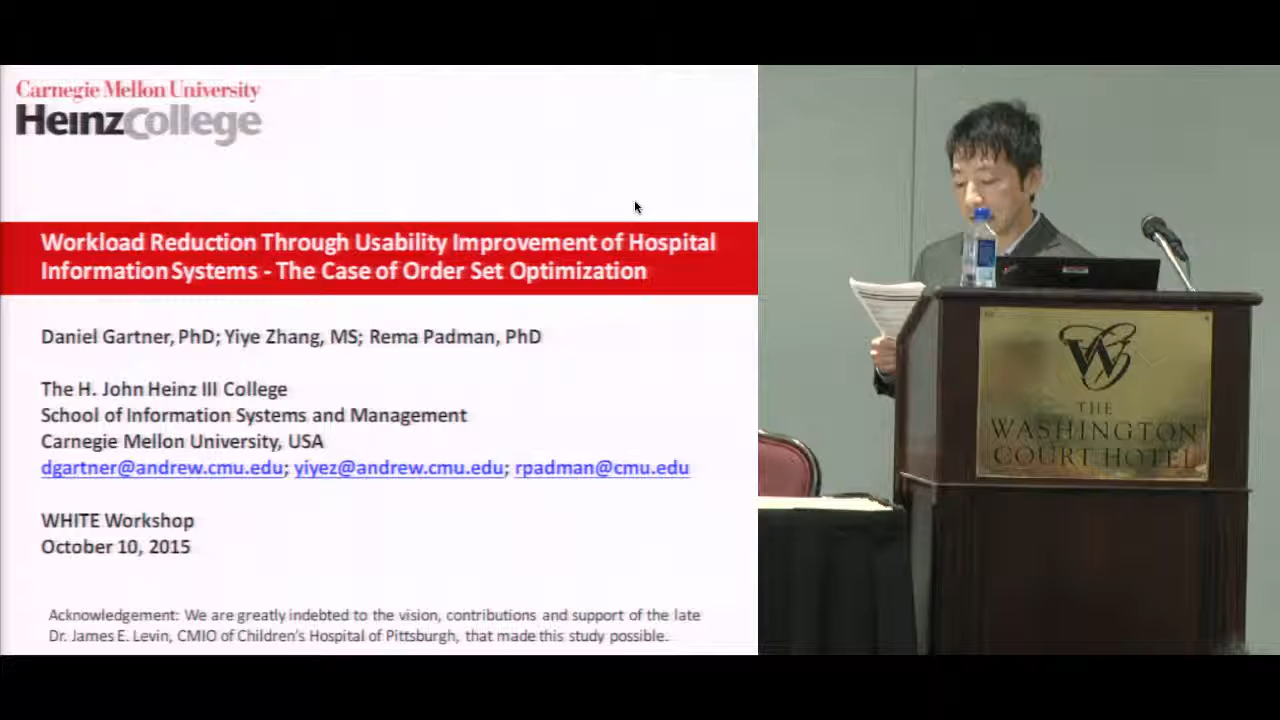 Carnegie Mellon University
HeinzCollege
Workload Reduction Through Usability Improvement of Hospital
Information Systems - The Case of Order Set Optimization
Daniel Gartner, PhD; Yiye Zhang, MS; Rema Padman, PhD
The H. John Heinz III College
School of Information Systems and Management
Carnegie Mellon University, USA
dgartner@andrew.cmu.edu; yiyez@andrew.cmu.edu; rpadman@cmu.edu
WHITE Workshop
October 10, 2015
Acknowledgement: We are greatly indebted to the vision, contributions and support of the late
Dr. James E. Levin, CMIO of Children's Hospital of Pittsburgh, that made this study possible.
THE
WASHINGTON
COURT HOTEL